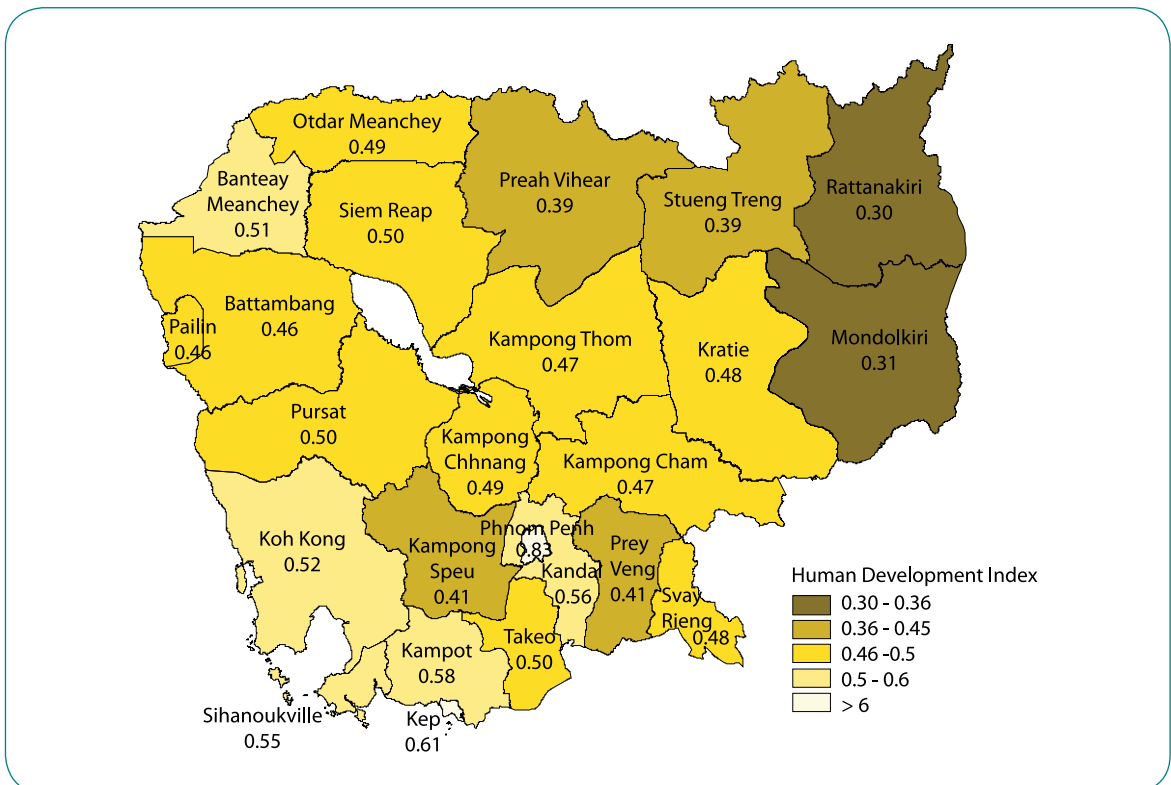 Otdar Meanchey
0.49
Banteay
Meanchey
0.51
Siem Reap
0.50
Preah Vihear
0.39
Stueng Treng
0.39
Rattanakiri
0.30
Battambang
0.46
Pailin
0.46
Kampong Thom
0.47
Kratie
0.48
Mondolkiri
0.31
Pursat
0.50
Kampong
Chhnang
0.49
Kampong Cham
0.47
Koh Kong
0.52
Kampong
Speu
0.41
Phnom Penh
0.83
Kandal
0.56
Prey
Veng
0.41
Svay
Rieng
0.48
Takeo
0.50
Kampot
0.58
Sihanoukville
0.55
Kep
0.61
Human Development Index
0.30 - 0.36
0.36 - 0.45
0.46 -0.5
0.5 - 0.6
> 6